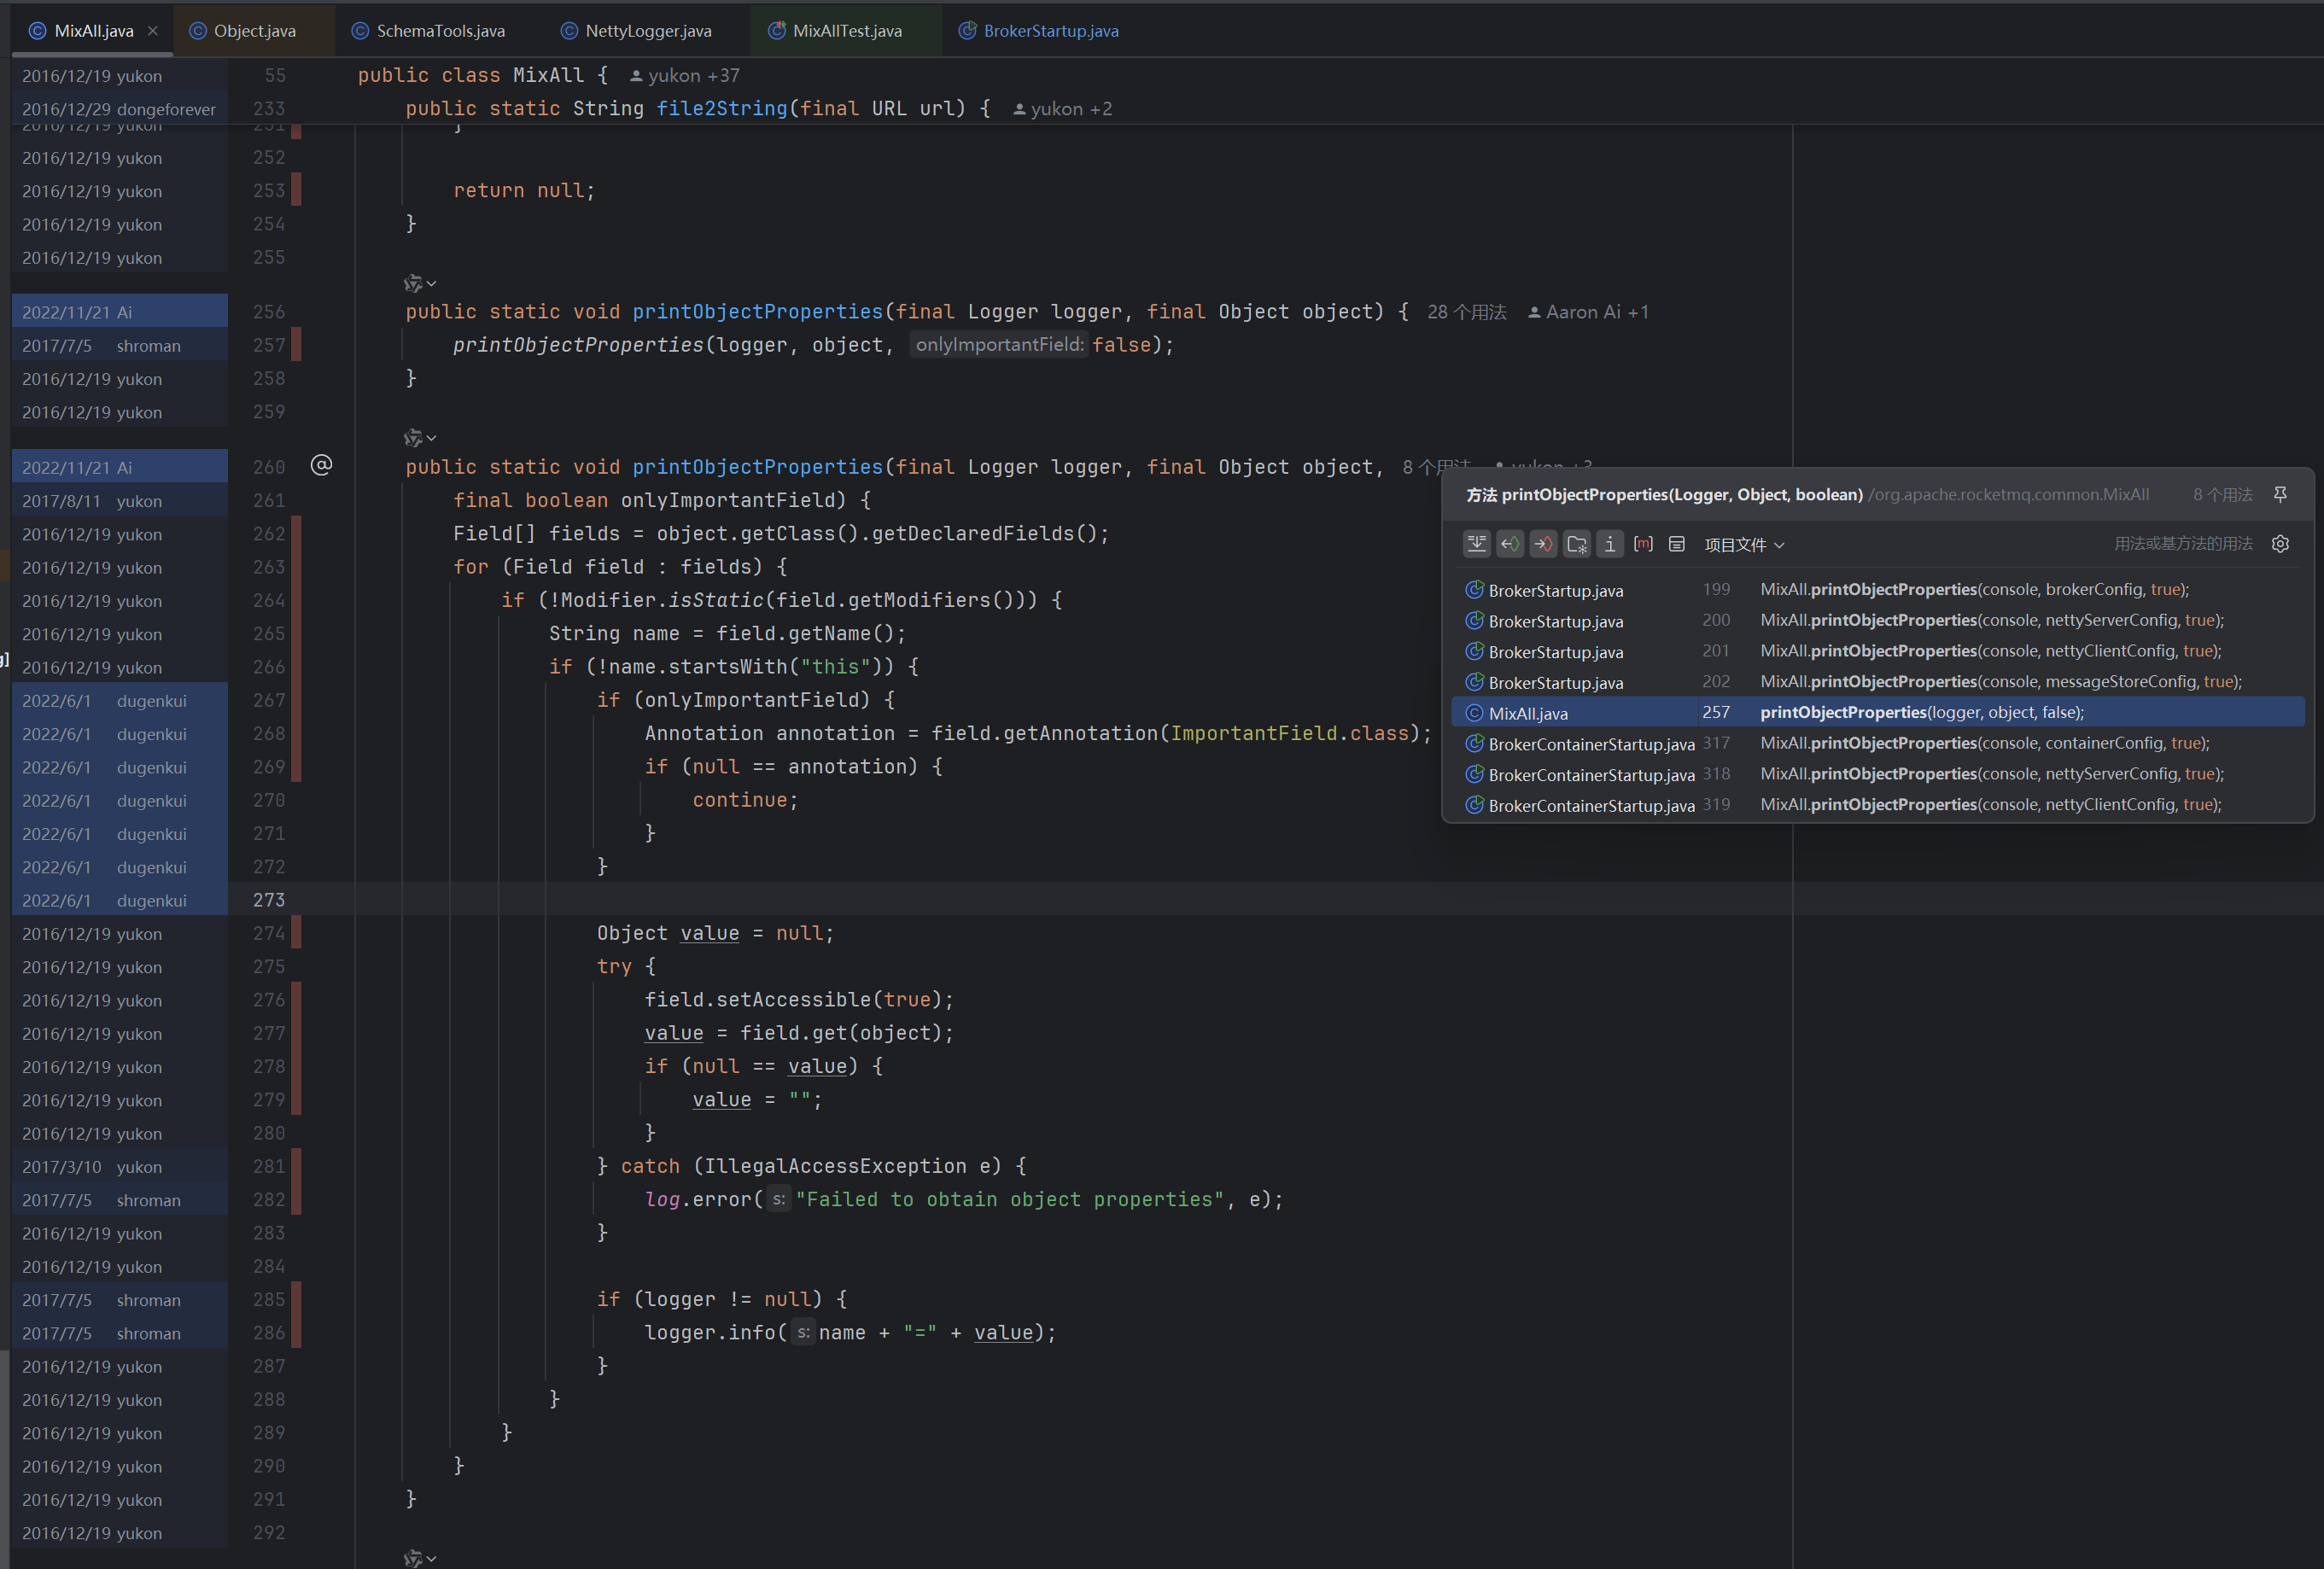 MixAll.java
Object.java
SchemaTools.java
NettyLogger.java
MixAllTest.java
BrokerStartup.java
2016/12/19 yukon 55 public class MixAll { yukon +37
2016/12/29 dongeforever 233 public static String file2String(final URL url) { yukon +2
2016/12/19 yukon 251 }
2016/12/19 yukon 252
2016/12/19 yukon 253 return null;
2016/12/19 yukon 254 }
2016/12/19 yukon 255
2022/11/21 Ai 256 public static void printObjectProperties(final Logger logger, final Object object) { 28 个用法 Aaron Ai +1
2017/7/5 shroman 257 printObjectProperties(logger, object, onlyImportantField: false);
2016/12/19 yukon 258 }
2016/12/19 yukon 259
2022/11/21 Ai 260 public static void printObjectProperties(final Logger logger, final Object object, 8 个用法 yukon +3
2017/8/11 yukon 261 final boolean onlyImportantField) {
2016/12/19 yukon 262 Field[] fields = object.getClass().getDeclaredFields();
2016/12/19 yukon 263 for (Field field : fields) {
2016/12/19 yukon 264 if (!Modifier.isStatic(field.getModifiers())) {
2016/12/19 yukon 265 String name = field.getName();
g] 2016/12/19 yukon 266 if (!name.startsWith("this")) {
2022/6/1 dugenkui 267 if (onlyImportantField) {
2022/6/1 dugenkui 268 Annotation annotation = field.getAnnotation(ImportantField.class);
2022/6/1 dugenkui 269 if (null == annotation) {
2022/6/1 dugenkui 270 continue;
2022/6/1 dugenkui 271 }
2022/6/1 dugenkui 272 }
2022/6/1 dugenkui 273
2016/12/19 yukon 274 Object value = null;
2016/12/19 yukon 275 try {
2016/12/19 yukon 276 field.setAccessible(true);
2016/12/19 yukon 277 value = field.get(object);
2016/12/19 yukon 278 if (null == value) {
2016/12/19 yukon 279 value = "";
2016/12/19 yukon 280 }
2017/3/10 yukon 281 } catch (IllegalAccessException e) {
2017/7/5 shroman 282 log.error( s: "Failed to obtain object properties", e);
2016/12/19 yukon 283 }
2016/12/19 yukon 284
2017/7/5 shroman 285 if (logger != null) {
2017/7/5 shroman 286 logger.info( s: name + "=" + value);
2016/12/19 yukon 287 }
2016/12/19 yukon 288 }
2016/12/19 yukon 289 }
2016/12/19 yukon 290 }
2016/12/19 yukon 291 }
2016/12/19 yukon 292
方法 printObjectProperties(Logger, Object, boolean) /org.apache.rocketmq.common.MixAll 8 个用法
项目文件 用法或基方法的用法
BrokerStartup.java 199 MixAll.printObjectProperties(console, brokerConfig, true);
BrokerStartup.java 200 MixAll.printObjectProperties(console, nettyServerConfig, true);
BrokerStartup.java 201 MixAll.printObjectProperties(console, nettyClientConfig, true);
BrokerStartup.java 202 MixAll.printObjectProperties(console, messageStoreConfig, true);
MixAll.java 257 printObjectProperties(logger, object, false);
BrokerContainerStartup.java 317 MixAll.printObjectProperties(console, containerConfig, true);
BrokerContainerStartup.java 318 MixAll.printObjectProperties(console, nettyServerConfig, true);
BrokerContainerStartup.java 319 MixAll.printObjectProperties(console, nettyClientConfig, true);